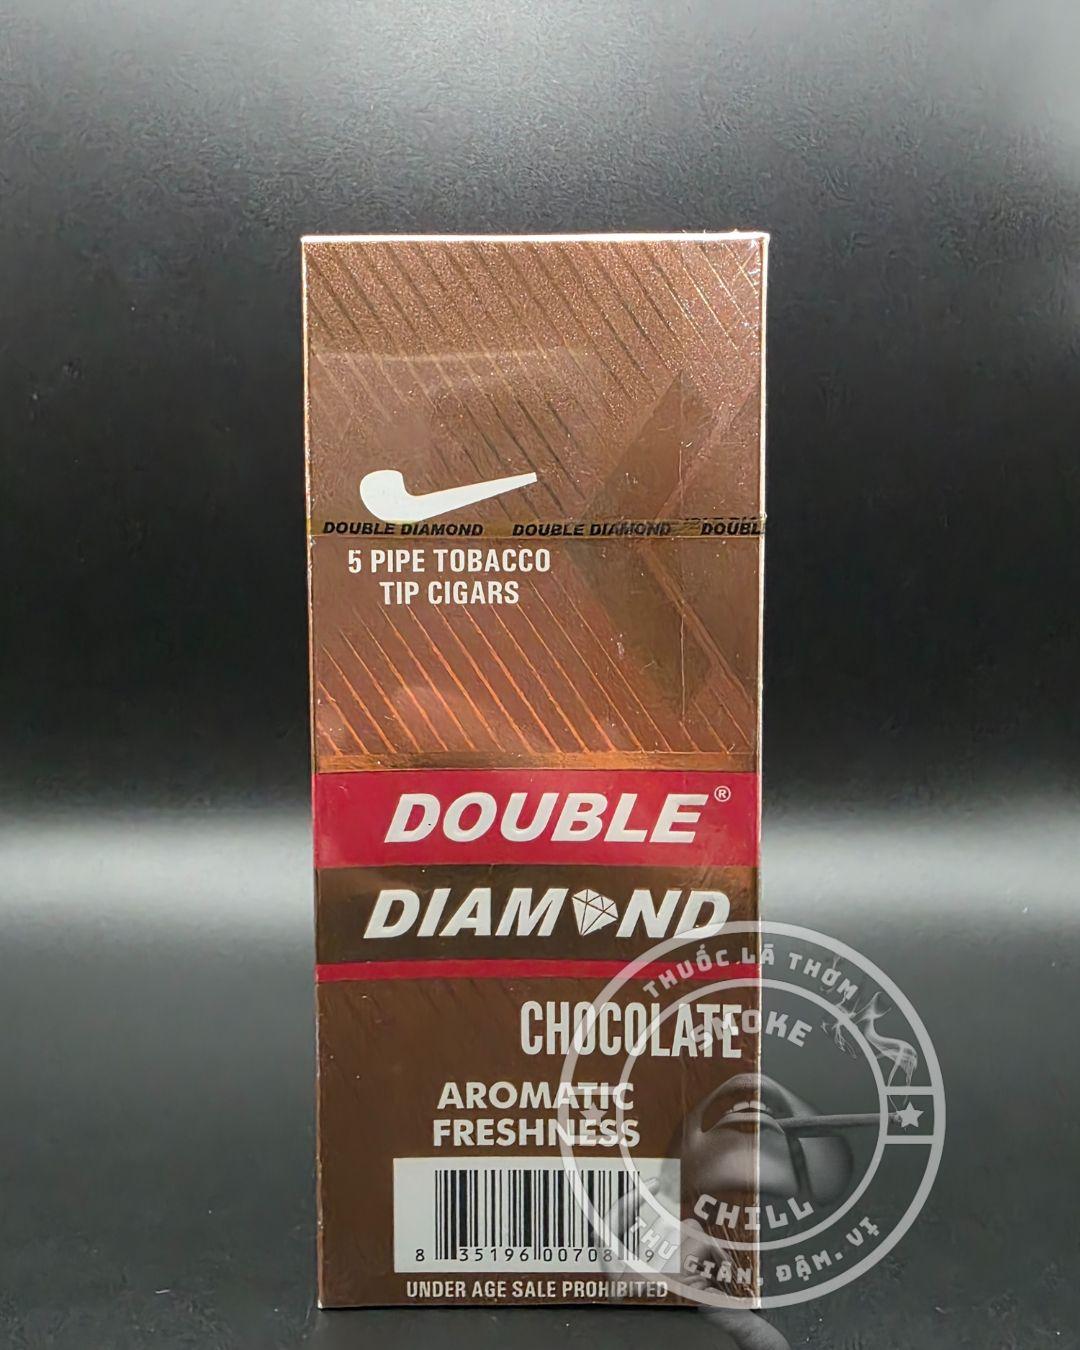 DOUBLE DIAMOND DOUBLE DIAMOND DOUBL
5 PIPE TOBACCO
TIP CIGARS
DOUBLE®
DIAMOND
CHOCOLATE
AROMATIC
FRESHNESS
8 35196 00708 9
UNDER AGE SALE PROHIBITED
THUỐC LÁ THƠM
SMOKE
CHILL
THƯ GIÃN, ĐẬM, VỊ